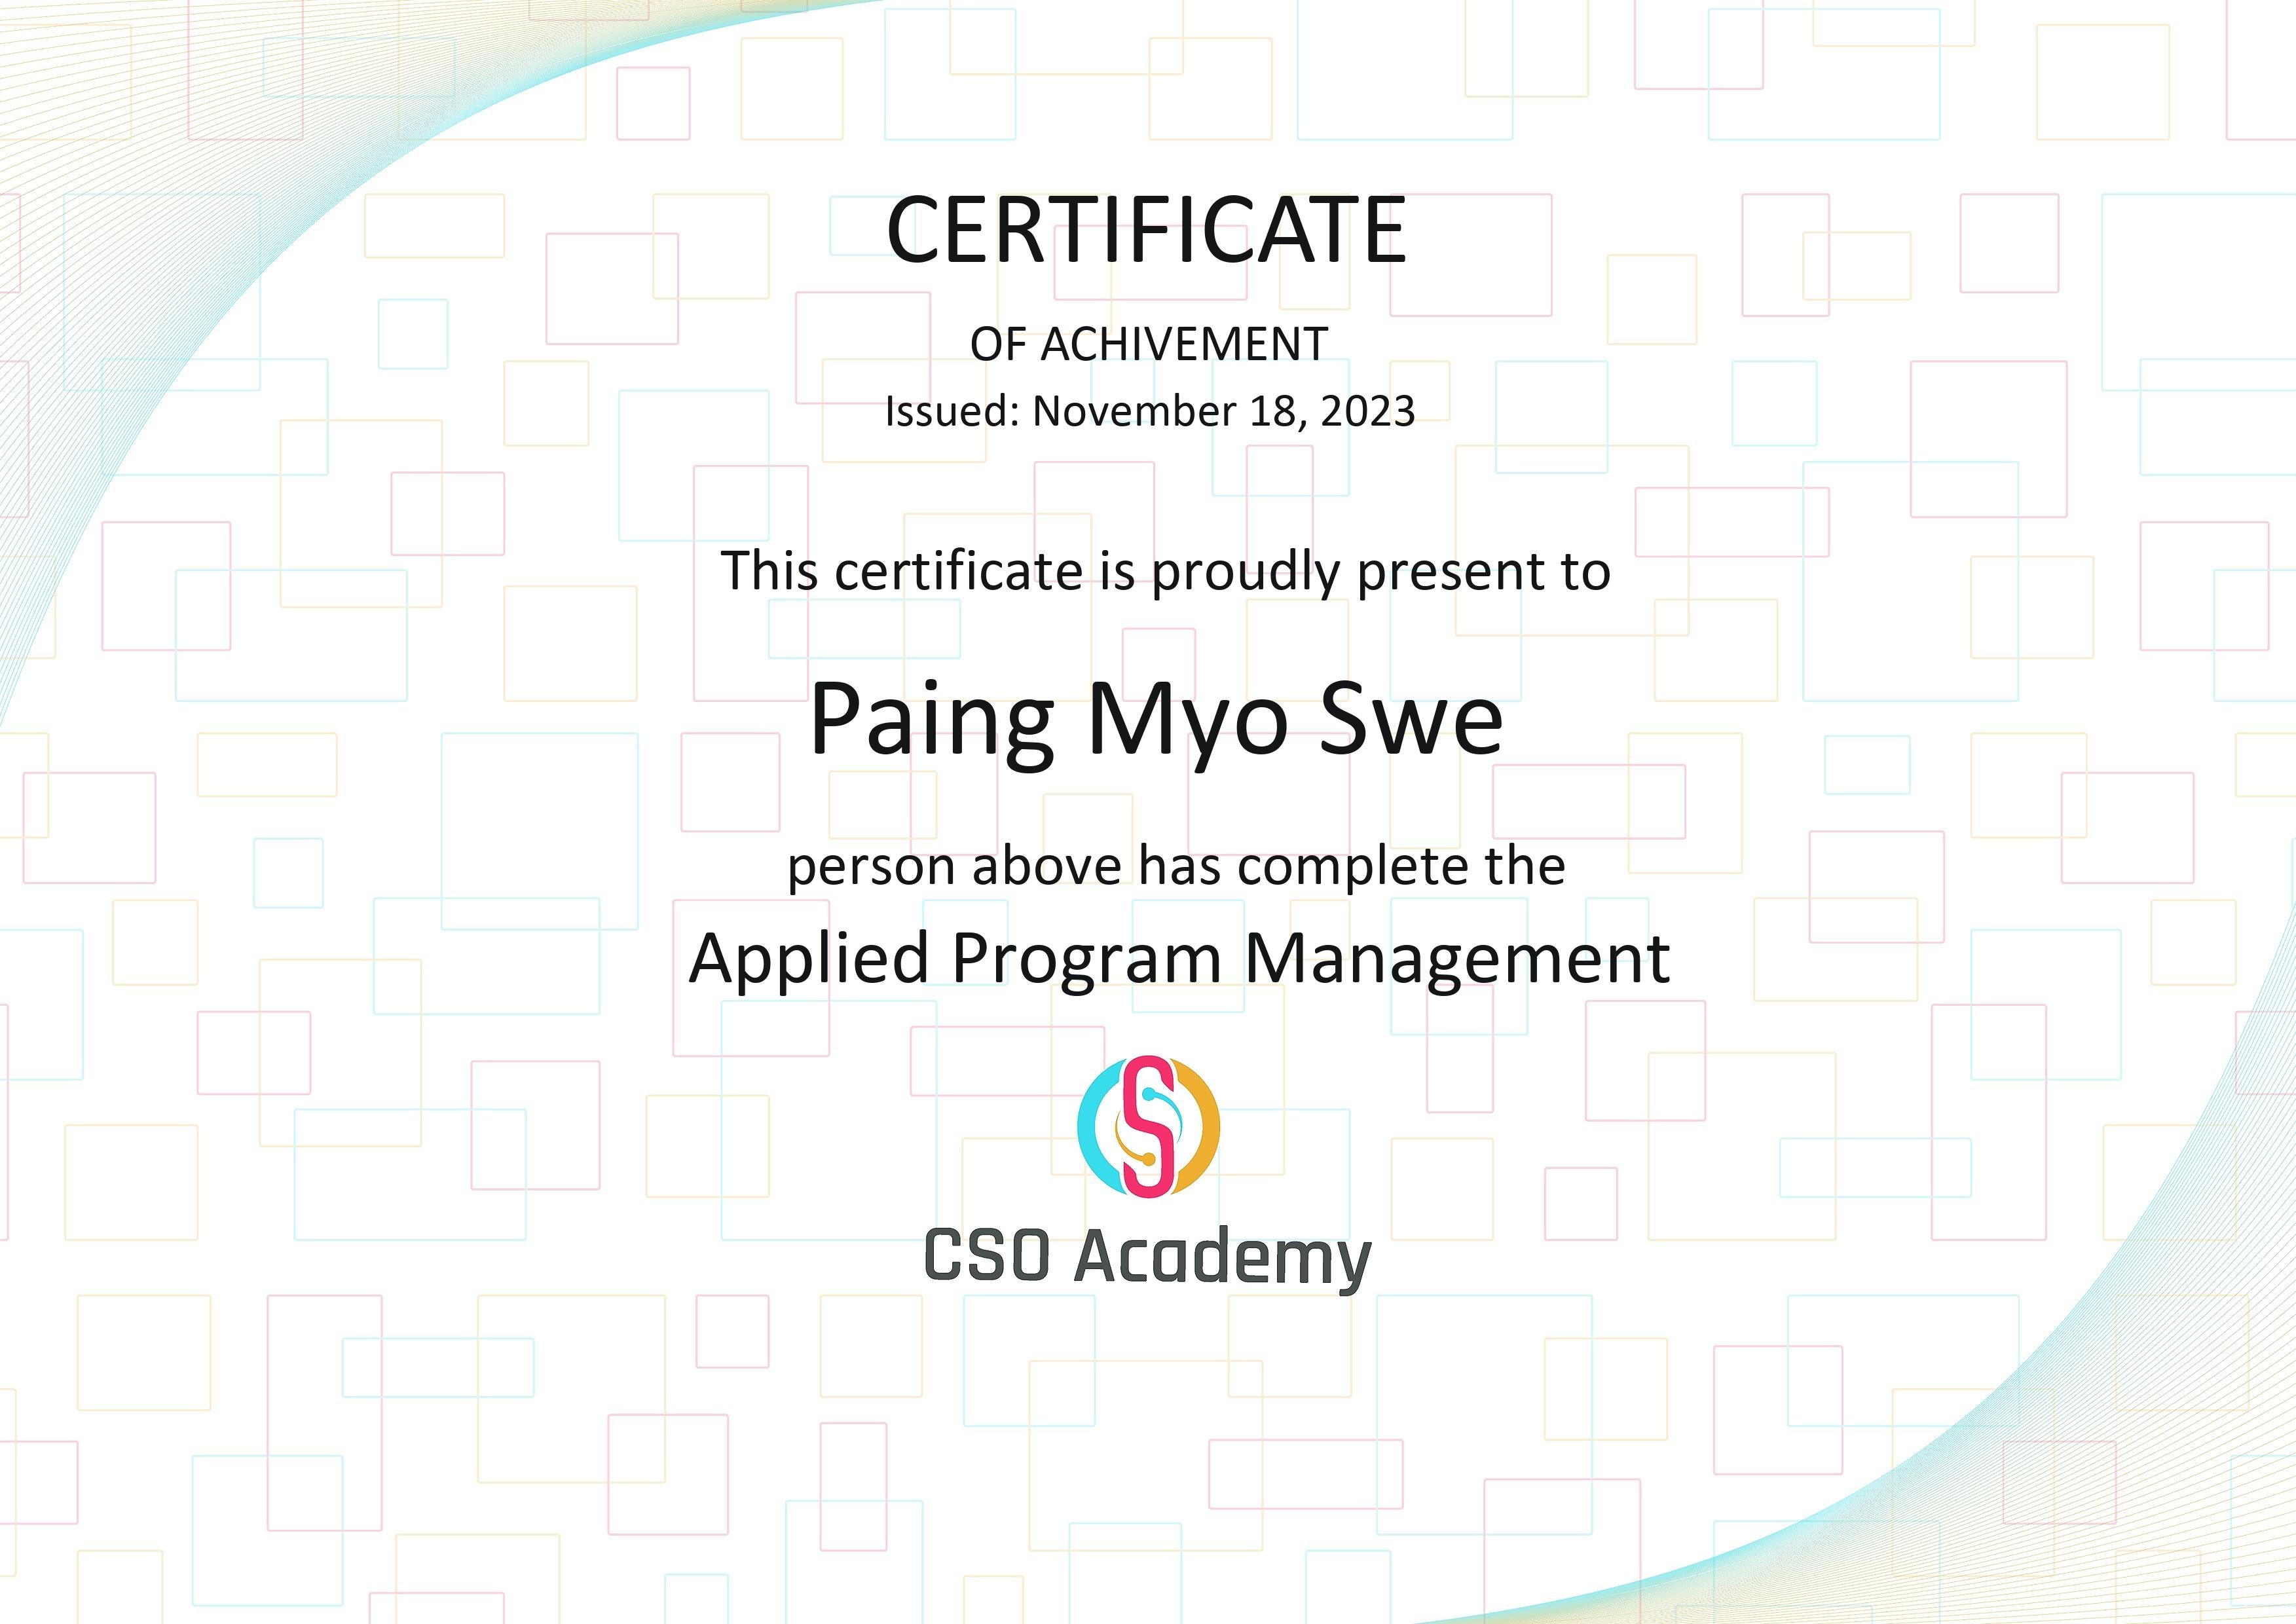 CERTIFICATE
OF ACHIVEMENT
Issued: November 18, 2023
This certificate is proudly present to
Paing Myo Swe
person above has complete the
Applied Program Management
CSO Academy